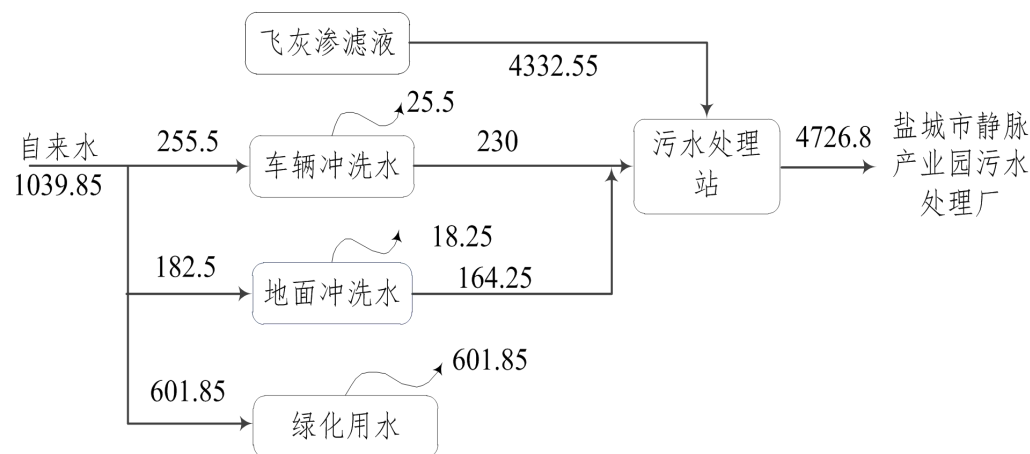 飞灰渗滤液
4332.55
25.5
自来水
1039.85
255.5
车辆冲洗水
230
污水处理
站
4726.8
盐城市静脉
产业园污水
处理厂
18.25
182.5
地面冲洗水
164.25
601.85
601.85
绿化用水